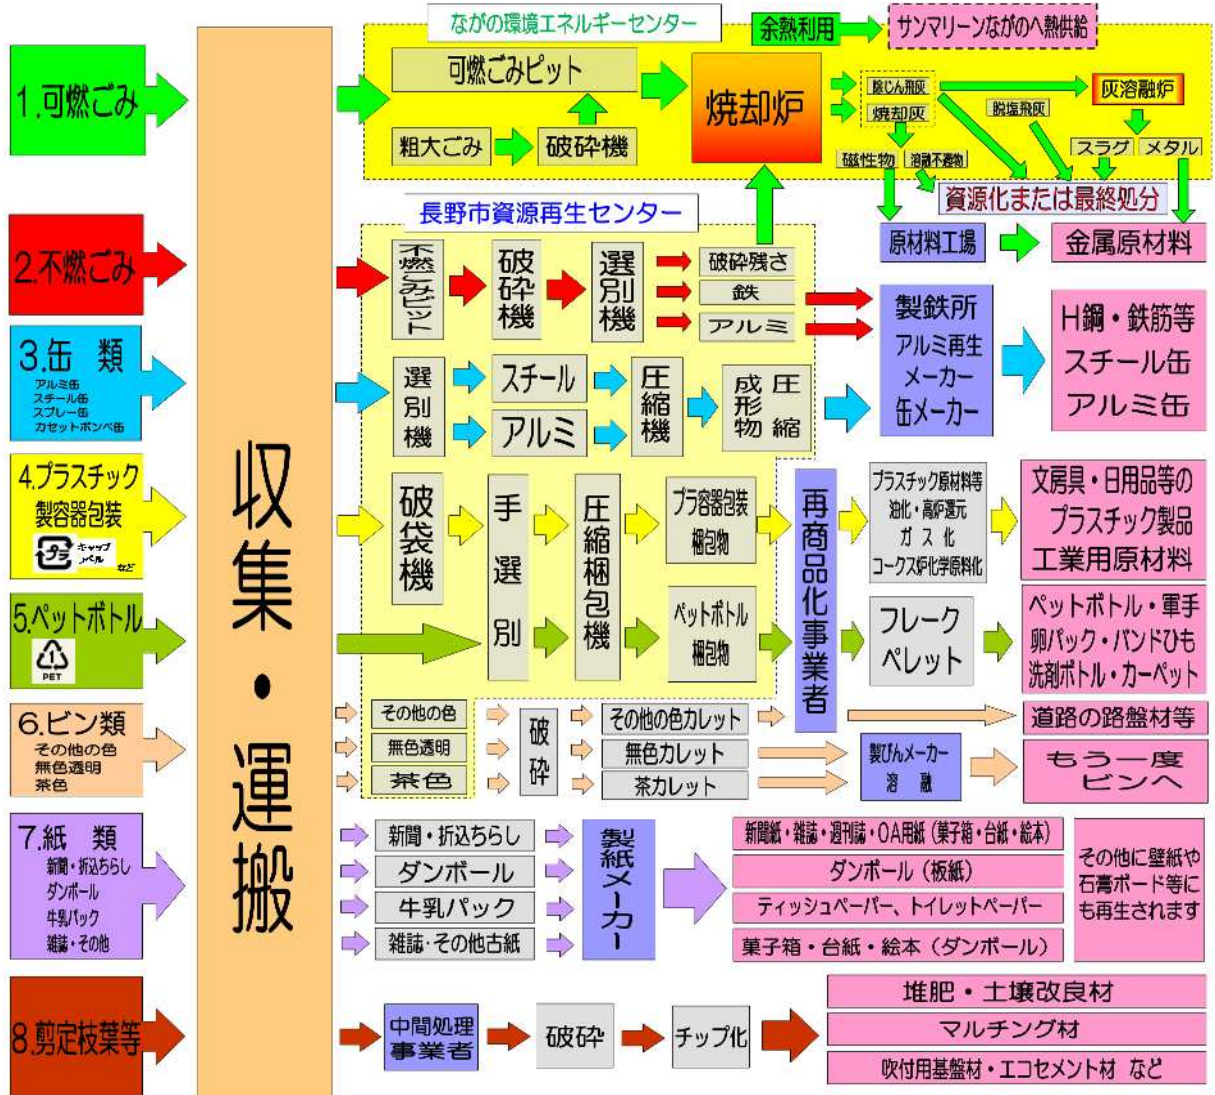 ながの環境エネルギーセンター
余熱利用
サンマリーンながのへ熱供給
1.可燃ごみ
可燃ごみピット
粗大ごみ
破砕機
焼却炉
除じん飛灰
焼却灰
脱塩飛灰
灰溶融炉
スラグ
メタル
磁性物
溶融不適物
資源化または最終処分
原材料工場
金属原材料
収集・運搬
長野市資源再生センター
2.不燃ごみ
不燃ごみピット
破砕機
選別機
破砕残さ
鉄
アルミ
製鉄所
アルミ再生
メーカー
缶メーカー
H鋼・鉄筋等
スチール缶
アルミ缶
3.缶 類
アルミ缶
スチール缶
スプレー缶
カセットボンベ缶
選別機
スチール
アルミ
圧縮機
圧縮
成形物
4.プラスチック
製容器包装
プラ
キャップ
ラベル
など
破袋機
手選別
圧縮梱包機
プラ容器包装
梱包物
再商品化事業者
プラスチック原材料等
油化・高炉還元
ガス化
コークス炉化学原料化
文房具・日用品等の
プラスチック製品
工業用原材料
5.ペットボトル
1
PET
ペットボトル
梱包物
フレーク
ペレット
ペットボトル・軍手
卵パック・バンドひも
洗剤ボトル・カーペット
6.ビン類
その他の色
無色透明
茶色
その他の色
無色透明
茶色
破砕
その他の色カレット
無色カレット
茶カレット
製びんメーカー
溶 融
道路の路盤材等
もう一度
ビンへ
7.紙 類
新聞・折込ちらし
ダンボール
牛乳パック
雑誌・その他
新聞・折込ちらし
ダンボール
牛乳パック
雑誌・その他古紙
製紙メーカー
新聞紙・雑誌・週刊誌・OA用紙(菓子箱・台紙・絵本)
ダンボール(板紙)
ティッシュペーパー、トイレットペーパー
菓子箱・台紙・絵本(ダンボール)
その他に壁紙や
石膏ボード等に
も再生されます
8.剪定枝葉等
中間処理
事業者
破砕
チップ化
堆肥・土壌改良材
マルチング材
吹付用基盤材・エコセメント材 など